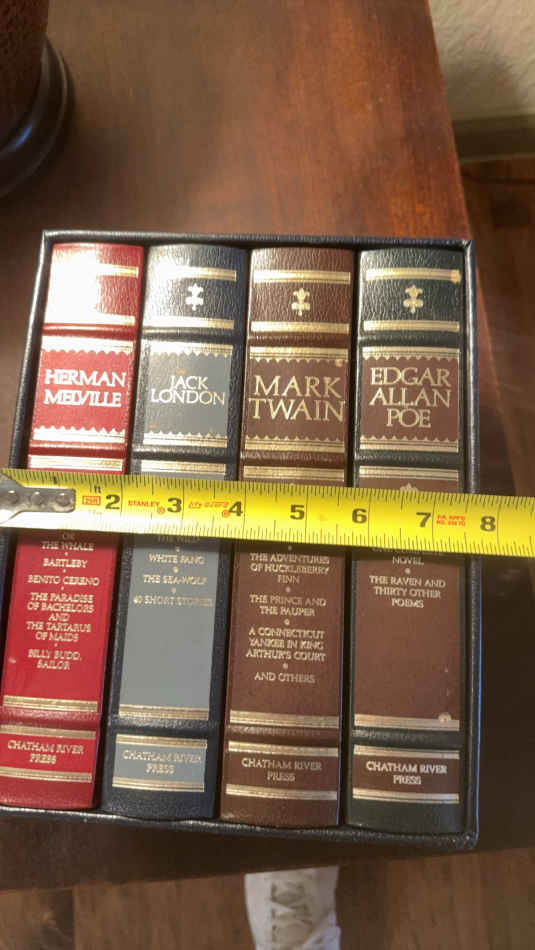 HERMAN
MELVILLE
JACK
LONDON
MARK
TWAIN
EDGAR
ALLAN
POE
2 STANLEY 3 4 5 6 7 8
OR
THE WHALE
BARTLEBY
BENITO CERENO
THE PARADISE
OF BACHELORS
AND
THE TARTARUS
OF MAIDS
BILLY BUDD,
SAILOR
CHATHAM RIVER
PRESS
WHITE FANG
THE SEA-WOLF
40 SHORT STORIES
CHATHAM RIVER
PRESS
THE ADVENTURES
OF HUCKLEBERRY
FINN
THE PRINCE AND
THE PAUPER
A CONNECTICUT
YANKEE IN KING
ARTHUR'S COURT
AND OTHERS
CHATHAM RIVER
PRESS
NOVEL
THE RAVEN AND
THIRTY OTHER
POEMS
CHATHAM RIVER
PRESS